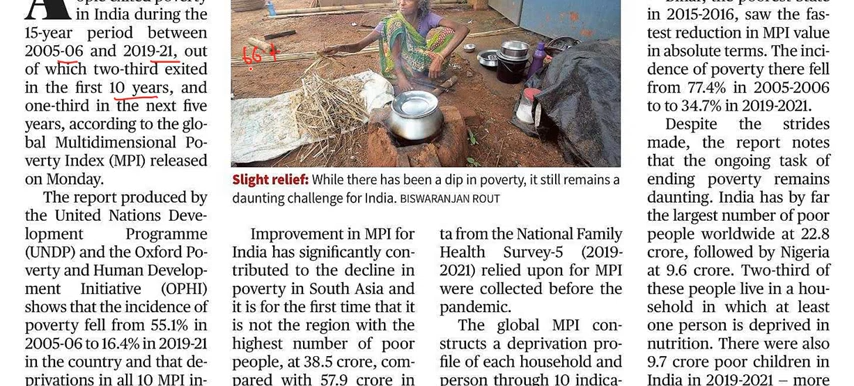 A
ople exited poverty
in India during the
15-year period between
2005-06 and 2019-21, out
of which two-third exited
in the first 10 years, and
one-third in the next five
years, according to the glo-
bal Multidimensional Po-
verty Index (MPI) released
on Monday.
The report produced by
the United Nations Deve-
lopment Programme
(UNDP) and the Oxford Po-
verty and Human Develop-
ment Initiative (OPHI)
shows that the incidence of
poverty fell from 55.1% in
2005-06 to 16.4% in 2019-21
in the country and that de-
privations in all 10 MPI in-
Slight relief: While there has been a dip in poverty, it still remains a
daunting challenge for India. BISWARANJAN ROUT
Improvement in MPI for
India has significantly con-
tributed to the decline in
poverty in South Asia and
it is for the first time that it
is not the region with the
highest number of poor
people, at 38.5 crore, com-
pared with 57.9 crore in
ta from the National Family
Health Survey-5 (2019-
2021) relied upon for MPI
were collected before the
pandemic.
The global MPI con-
structs a deprivation pro-
file of each household and
person through 10 indica-
in 2015-2016, saw the fas-
test reduction in MPI value
in absolute terms. The inci-
dence of poverty there fell
from 77.4% in 2005-2006
to to 34.7% in 2019-2021.
Despite the strides
made, the report notes
that the ongoing task of
ending poverty remains
daunting. India has by far
the largest number of poor
people worldwide at 22.8
crore, followed by Nigeria
at 9.6 crore. Two-third of
these people live in a hou-
sehold in which at least
one person is deprived in
nutrition. There were also
9.7 crore poor children in
India in 2019-2021 – more